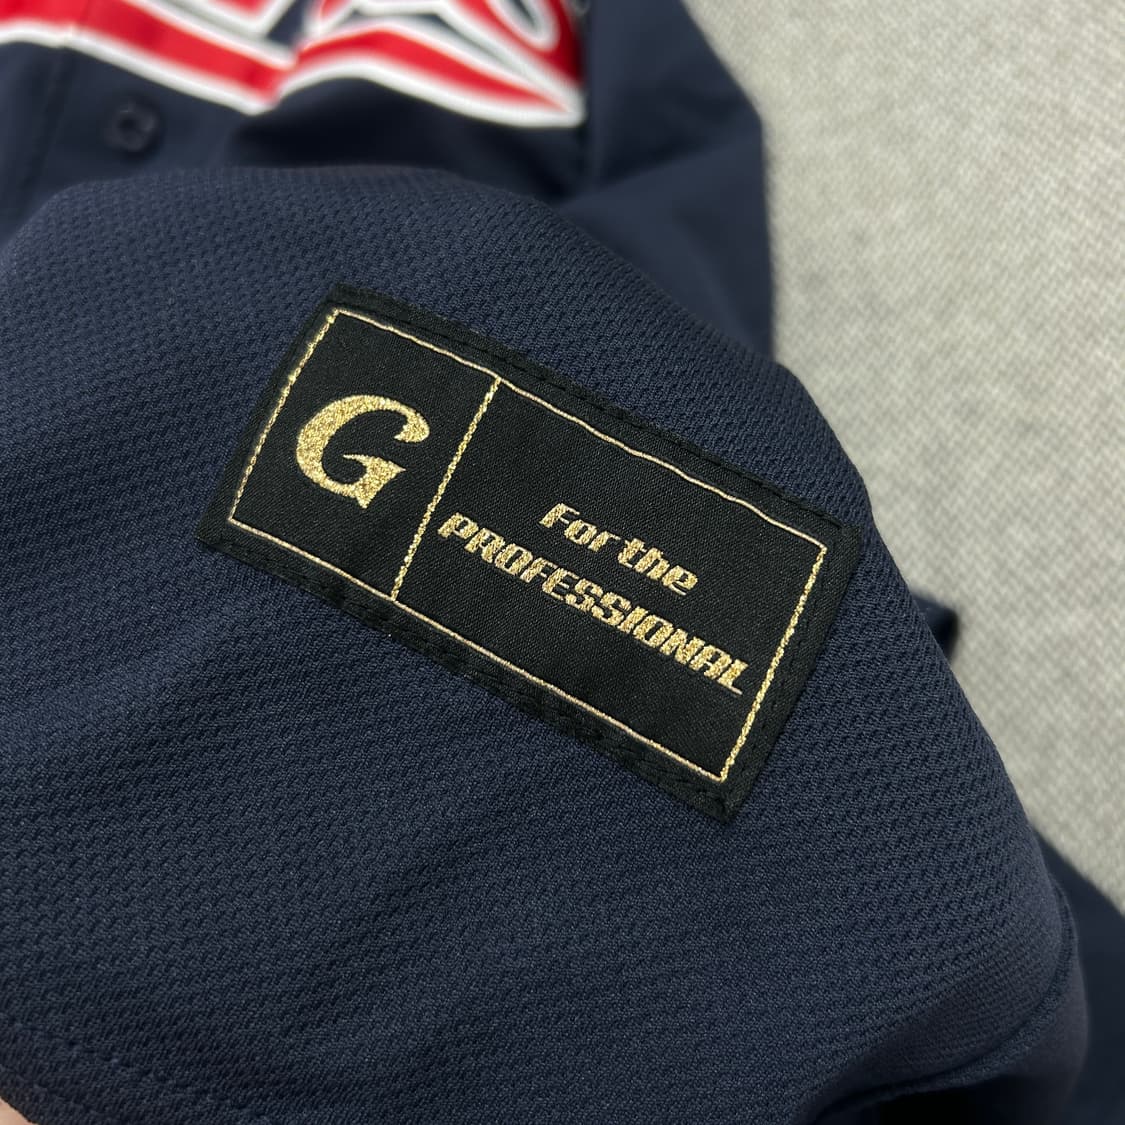 G
For the
PROFESSIONAL